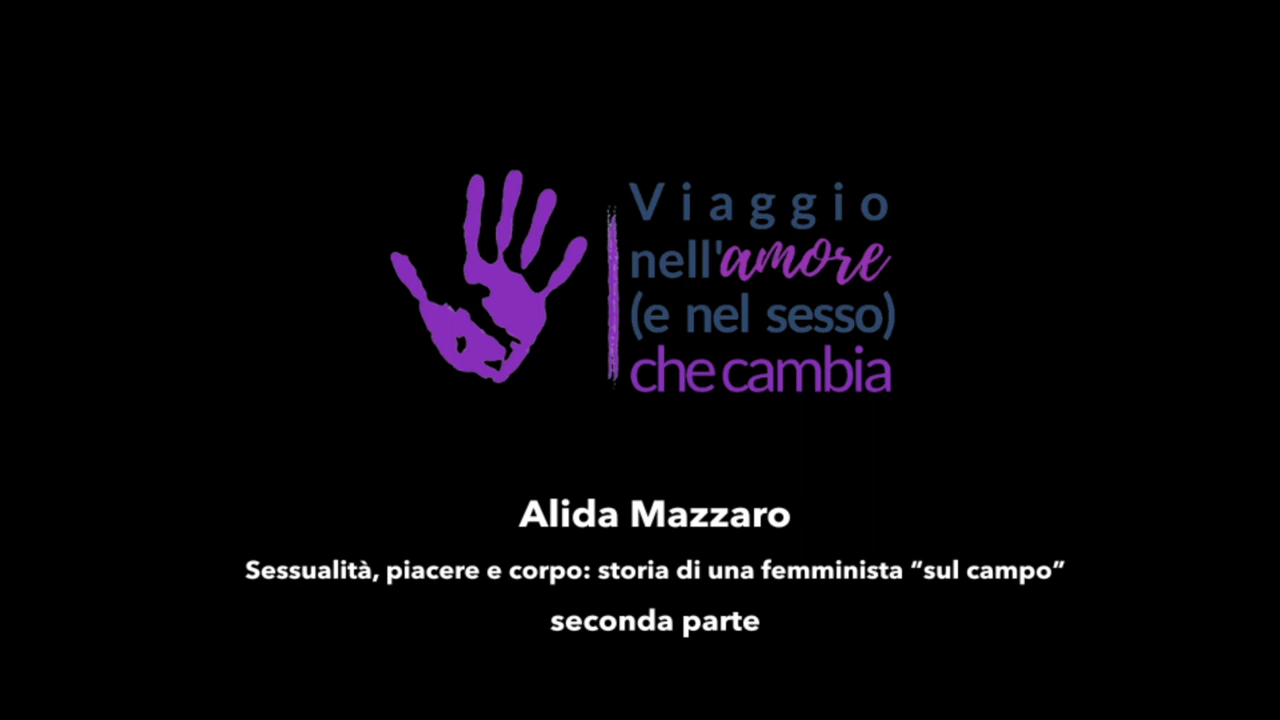 Viaggio
nell'amore
(e nel sesso)
che cambia
Alida Mazzaro
Sessualità, piacere e corpo: storia di una femminista “sul campo”
seconda parte